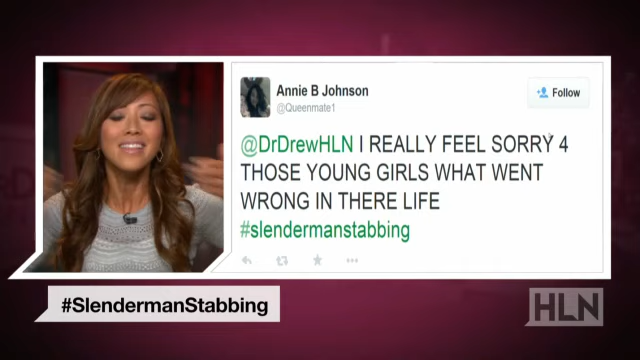 Annie B Johnson
@Queenmate1
Follow
@DrDrewHLN I REALLY FEEL SORRY 4
THOSE YOUNG GIRLS WHAT WENT
WRONG IN THERE LIFE
#slendermanstabbing
#SlendermanStabbing
HLN